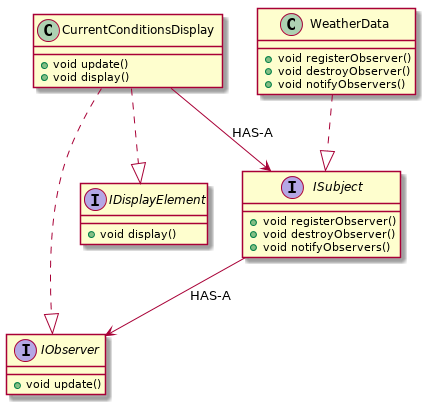 C CurrentConditionsDisplay
void update()
void display()
C WeatherData
void registerObserver()
void destroyObserver()
void notifyObservers()
HAS-A
I IDisplayElement
void display()
I ISubject
void registerObserver()
void destroyObserver()
void notifyObservers()
HAS-A
I IObserver
void update()